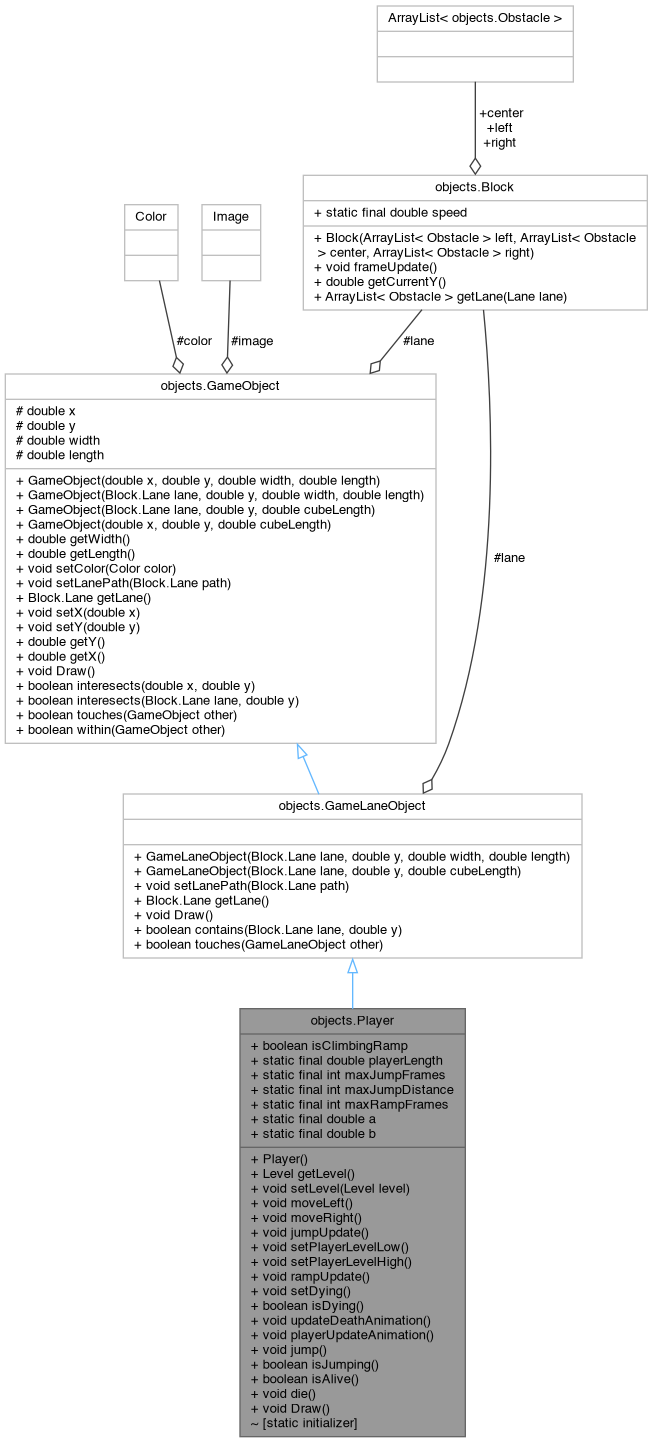 ArrayList< objects.Obstacle >
+center
+left
+right
objects.Block
+ static final double speed
+ Block(ArrayList< Obstacle > left, ArrayList< Obstacle
> center, ArrayList< Obstacle > right)
+ void frameUpdate()
+ double getCurrentY()
+ ArrayList< Obstacle > getLane(Lane lane)
Color
Image
#color
#image
#lane
objects.GameObject
# double x
# double y
# double width
# double length
+ GameObject(double x, double y, double width, double length)
+ GameObject(Block.Lane lane, double y, double width, double length)
+ GameObject(Block.Lane lane, double y, double cubeLength)
+ GameObject(double x, double y, double cubeLength)
+ double getWidth()
+ double getLength()
+ void setColor(Color color)
+ void setLanePath(Block.Lane path)
+ Block.Lane getLane()
+ void setX(double x)
+ void setY(double y)
+ double getY()
+ double getX()
+ void Draw()
+ boolean interesects(double x, double y)
+ boolean interesects(Block.Lane lane, double y)
+ boolean touches(GameObject other)
+ boolean within(GameObject other)
#lane
objects.GameLaneObject
+ GameLaneObject(Block.Lane lane, double y, double width, double length)
+ GameLaneObject(Block.Lane lane, double y, double cubeLength)
+ void setLanePath(Block.Lane path)
+ Block.Lane getLane()
+ void Draw()
+ boolean contains(Block.Lane lane, double y)
+ boolean touches(GameLaneObject other)
objects.Player
+ boolean isClimbingRamp
+ static final double playerLength
+ static final int maxJumpFrames
+ static final int maxJumpDistance
+ static final int maxRampFrames
+ static final double a
+ static final double b
+ Player()
+ Level getLevel()
+ void setLevel(Level level)
+ void moveLeft()
+ void moveRight()
+ void jumpUpdate()
+ void setPlayerLevelLow()
+ void setPlayerLevelHigh()
+ void rampUpdate()
+ void setDying()
+ boolean isDying()
+ void updateDeathAnimation()
+ void playerUpdateAnimation()
+ void jump()
+ boolean isJumping()
+ boolean isAlive()
+ void die()
+ void Draw()
~ [static initializer]